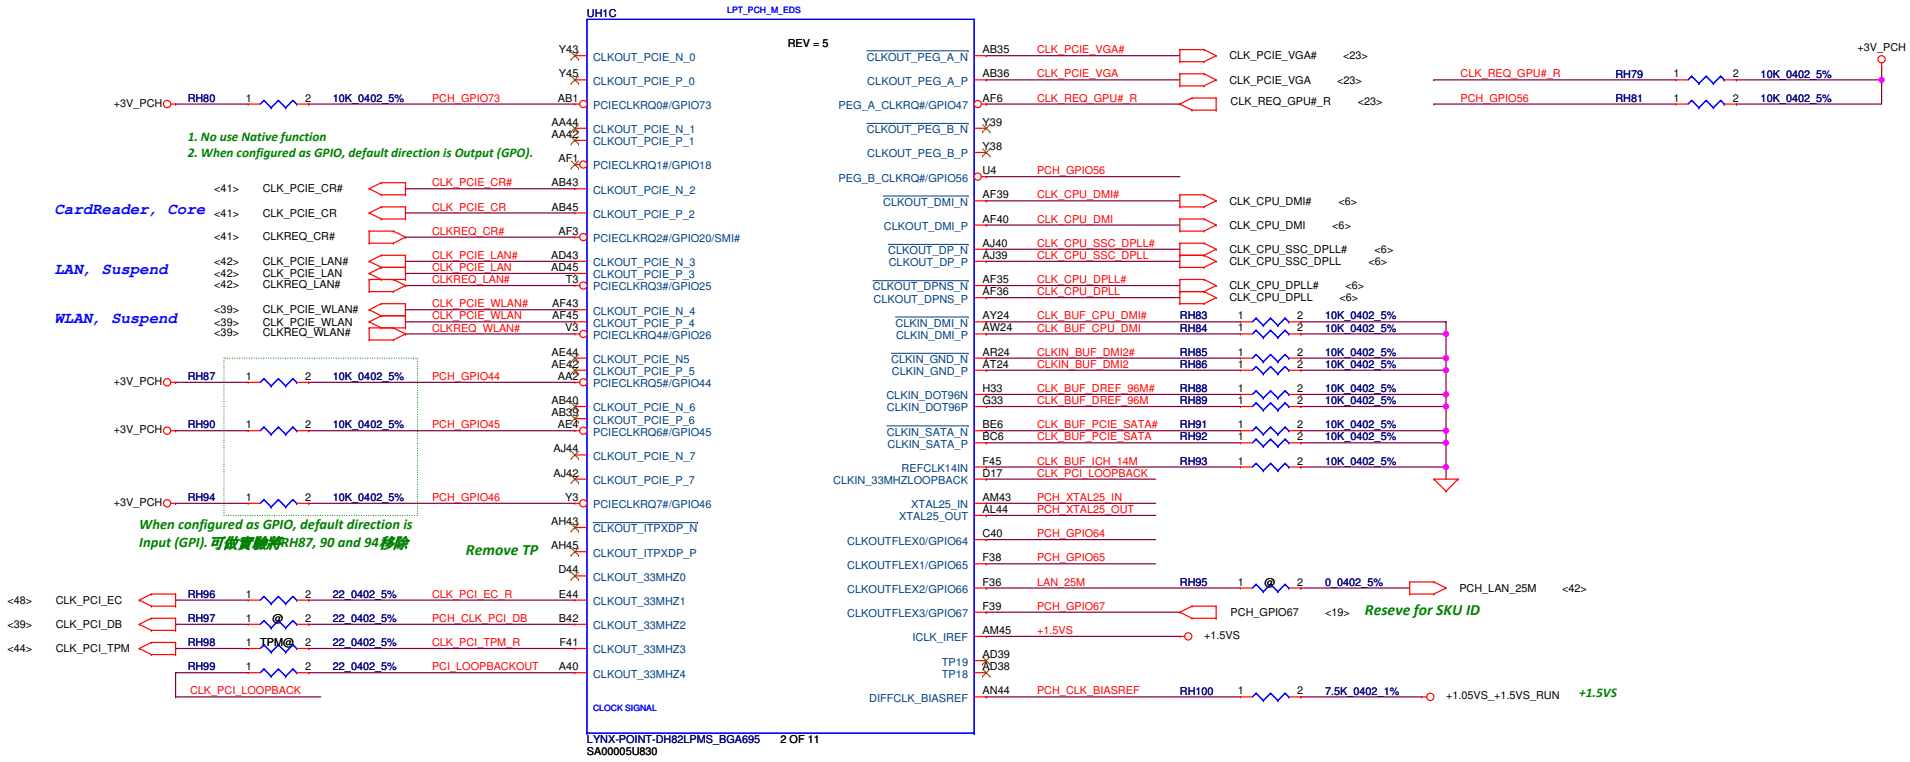 UH1C
LPT_PCH_M_EDS
REV = 5
Y43 CLKOUT_PCIE_N_0
Y45 CLKOUT_PCIE_P_0
+3V_PCH RH80 1 2 10K_0402_5% PCH_GPIO73 AB1 PCIECLKRQ0#/GPIO73
1. No use Native function
2. When configured as GPIO, default direction is Output (GPO).
AA44 CLKOUT_PCIE_N_1
AA42 CLKOUT_PCIE_P_1
AF1 PCIECLKRQ1#/GPIO18
<41> CLK_PCIE_CR# CLK_PCIE_CR# AB43 CLKOUT_PCIE_N_2
CardReader, Core
<41> CLK_PCIE_CR CLK_PCIE_CR AB45 CLKOUT_PCIE_P_2
<41> CLKREQ_CR# CLKREQ_CR# AF3 PCIECLKRQ2#/GPIO20/SMI#
<42> CLK_PCIE_LAN# CLK_PCIE_LAN# AD43 CLKOUT_PCIE_N_3
LAN, Suspend
<42> CLK_PCIE_LAN CLK_PCIE_LAN AD45 CLKOUT_PCIE_P_3
<42> CLKREQ_LAN# CLKREQ_LAN# T3 PCIECLKRQ3#/GPIO25
<39> CLK_PCIE_WLAN# CLK_PCIE_WLAN# AF43 CLKOUT_PCIE_N_4
WLAN, Suspend
<39> CLK_PCIE_WLAN CLK_PCIE_WLAN AF45 CLKOUT_PCIE_P_4
<39> CLKREQ_WLAN# CLKREQ_WLAN# V3 PCIECLKRQ4#/GPIO26
AE44 CLKOUT_PCIE_N5
AE42 CLKOUT_PCIE_P_5
+3V_PCH RH87 1 2 10K_0402_5% PCH_GPIO44 AA2 PCIECLKRQ5#/GPIO44
AB40 CLKOUT_PCIE_N_6
AB39 CLKOUT_PCIE_P_6
+3V_PCH RH90 1 2 10K_0402_5% PCH_GPIO45 AE4 PCIECLKRQ6#/GPIO45
AJ44 CLKOUT_PCIE_N_7
AJ42 CLKOUT_PCIE_P_7
+3V_PCH RH94 1 2 10K_0402_5% PCH_GPIO46 Y3 PCIECLKRQ7#/GPIO46
When configured as GPIO, default direction is
Input (GPI). 可做實驗將RH87, 90 and 94移除
AH43 CLKOUT_ITPXDP_N
Remove TP
AH45 CLKOUT_ITPXDP_P
D44 CLKOUT_33MHZ0
<48> CLK_PCI_EC RH96 1 2 22_0402_5% CLK_PCI_EC_R E44 CLKOUT_33MHZ1
<39> CLK_PCI_DB RH97 1 @ 2 22_0402_5% PCH_CLK_PCI_DB B42 CLKOUT_33MHZ2
<44> CLK_PCI_TPM RH98 1 TPM@ 2 22_0402_5% CLK_PCI_TPM_R F41 CLKOUT_33MHZ3
RH99 1 2 22_0402_5% PCI_LOOPBACKOUT A40 CLKOUT_33MHZ4
CLK_PCI_LOOPBACK
CLOCK SIGNAL
LYNX-POINT-DH82LPMS_BGA695 2 OF 11
SA00005U830
CLKOUT_PEG_A_N AB35 CLK_PCIE_VGA# CLK_PCIE_VGA# <23>
CLKOUT_PEG_A_P AB36 CLK_PCIE_VGA CLK_PCIE_VGA <23>
PEG_A_CLKRQ#/GPIO47 AF6 CLK_REQ_GPU#_R CLK_REQ_GPU#_R <23>
+3V_PCH
CLK_REQ_GPU#_R RH79 1 2 10K_0402_5%
PCH_GPIO56 RH81 1 2 10K_0402_5%
CLKOUT_PEG_B_N Y39
CLKOUT_PEG_B_P Y38
PEG_B_CLKRQ#/GPIO56 U4 PCH_GPIO56
CLKOUT_DMI_N AF39 CLK_CPU_DMI# CLK_CPU_DMI# <6>
CLKOUT_DMI_P AF40 CLK_CPU_DMI CLK_CPU_DMI <6>
CLKOUT_DP_N AJ40 CLK_CPU_SSC_DPLL# CLK_CPU_SSC_DPLL# <6>
CLKOUT_DP_P AJ39 CLK_CPU_SSC_DPLL CLK_CPU_SSC_DPLL <6>
CLKOUT_DPNS_N AF35 CLK_CPU_DPLL# CLK_CPU_DPLL# <6>
CLKOUT_DPNS_P AF36 CLK_CPU_DPLL CLK_CPU_DPLL <6>
CLKIN_DMI_N AY24 CLK_BUF_CPU_DMI# RH83 1 2 10K_0402_5%
CLKIN_DMI_P AW24 CLK_BUF_CPU_DMI RH84 1 2 10K_0402_5%
CLKIN_GND_N AR24 CLKIN_BUF_DMI2# RH85 1 2 10K_0402_5%
CLKIN_GND_P AT24 CLKIN_BUF_DMI2 RH86 1 2 10K_0402_5%
CLKIN_DOT96N H33 CLK_BUF_DREF_96M# RH88 1 2 10K_0402_5%
CLKIN_DOT96P G33 CLK_BUF_DREF_96M RH89 1 2 10K_0402_5%
CLKIN_SATA_N BE6 CLK_BUF_PCIE_SATA# RH91 1 2 10K_0402_5%
CLKIN_SATA_P BC6 CLK_BUF_PCIE_SATA RH92 1 2 10K_0402_5%
REFCLK14IN F45 CLK_BUF_ICH_14M RH93 1 2 10K_0402_5%
CLKIN_33MHZLOOPBACK D17 CLK_PCI_LOOPBACK
XTAL25_IN AM43 PCH_XTAL25_IN
XTAL25_OUT AL44 PCH_XTAL25_OUT
CLKOUTFLEX0/GPIO64 C40 PCH_GPIO64
CLKOUTFLEX1/GPIO65 F38 PCH_GPIO65
CLKOUTFLEX2/GPIO66 F36 LAN_25M RH95 1 @ 2 0_0402_5% PCH_LAN_25M <42>
CLKOUTFLEX3/GPIO67 F39 PCH_GPIO67 PCH_GPIO67 <19> Reseve for SKU ID
ICLK_IREF AM45 +1.5VS +1.5VS
TP19 AD39
TP18 AD38
DIFFCLK_BIASREF AN44 PCH_CLK_BIASREF RH100 1 2 7.5K_0402_1% +1.05VS_+1.5VS_RUN +1.5VS